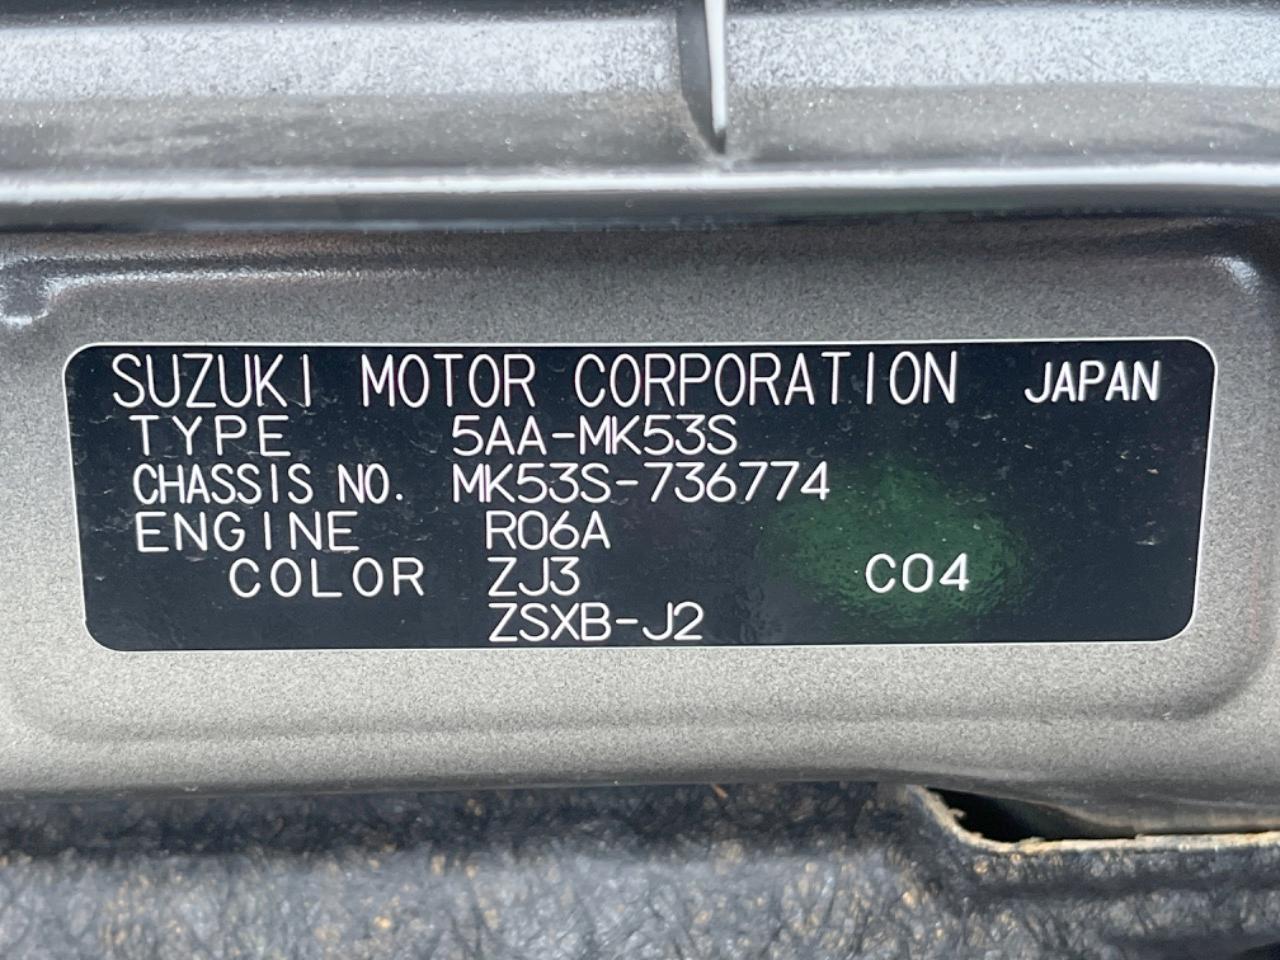 SUZUKI MOTOR CORPORATION JAPAN
TYPE 5AA-MK53S
CHASSIS NO. MK53S-736774
ENGINE R06A
COLOR ZJ3 C04
ZSXB-J2